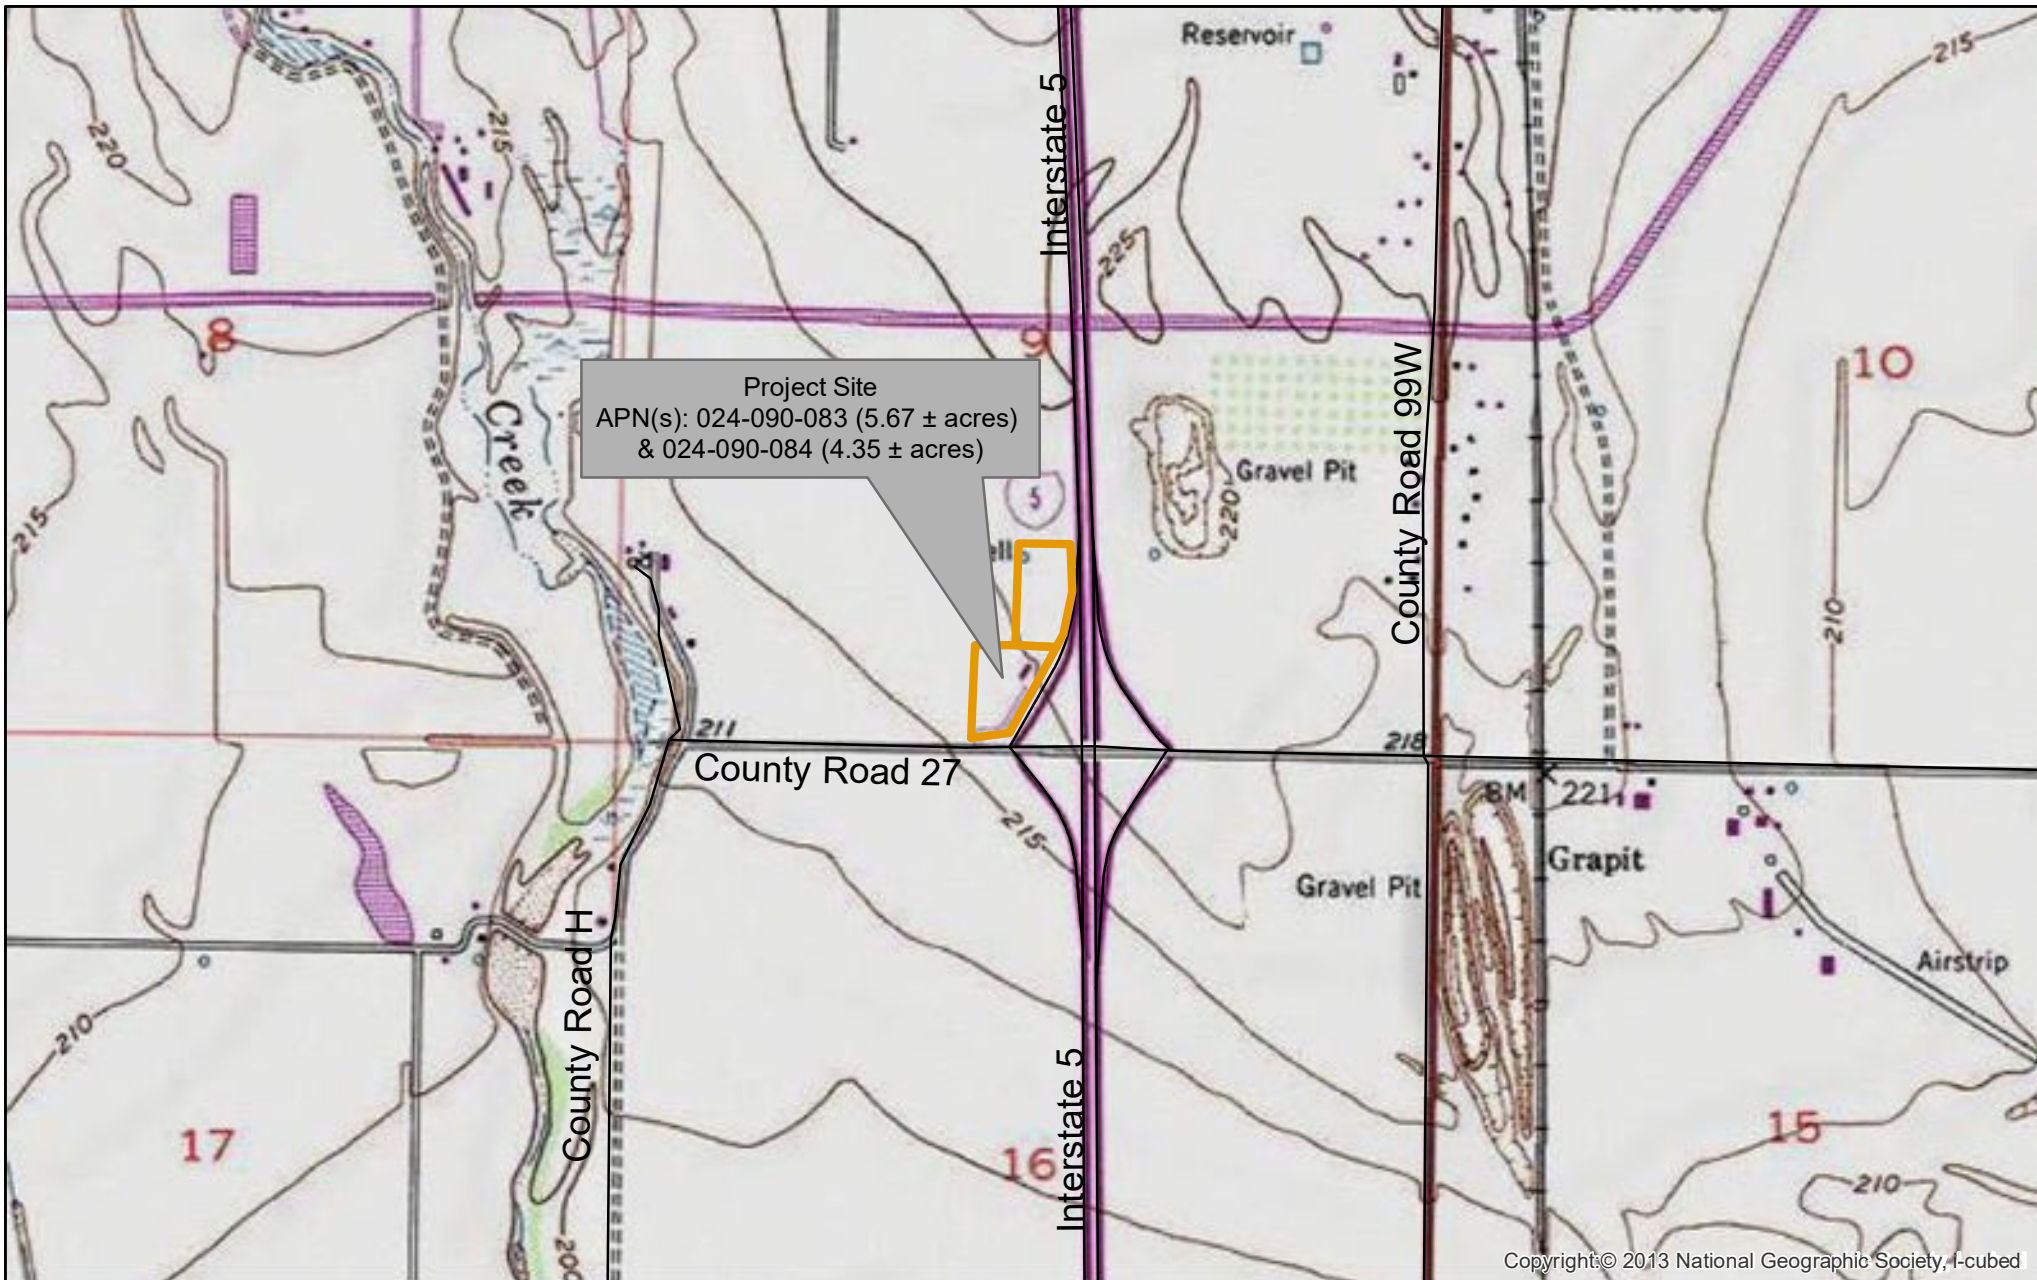 Reservoir
215
Interstate 5
220
215
225
8
9
10
Project Site
APN(s): 024-090-083 (5.67 ± acres)
& 024-090-084 (4.35 ± acres)
Creek
County Road 99W
Gravel Pit
220
5
215
210
211
218
County Road 27
BM
221
215
Grapit
Gravel Pit
County Road H
Airstrip
210
17
16
Interstate 5
15
210
200
Copyright:© 2013 National Geographic Society, i-cubed